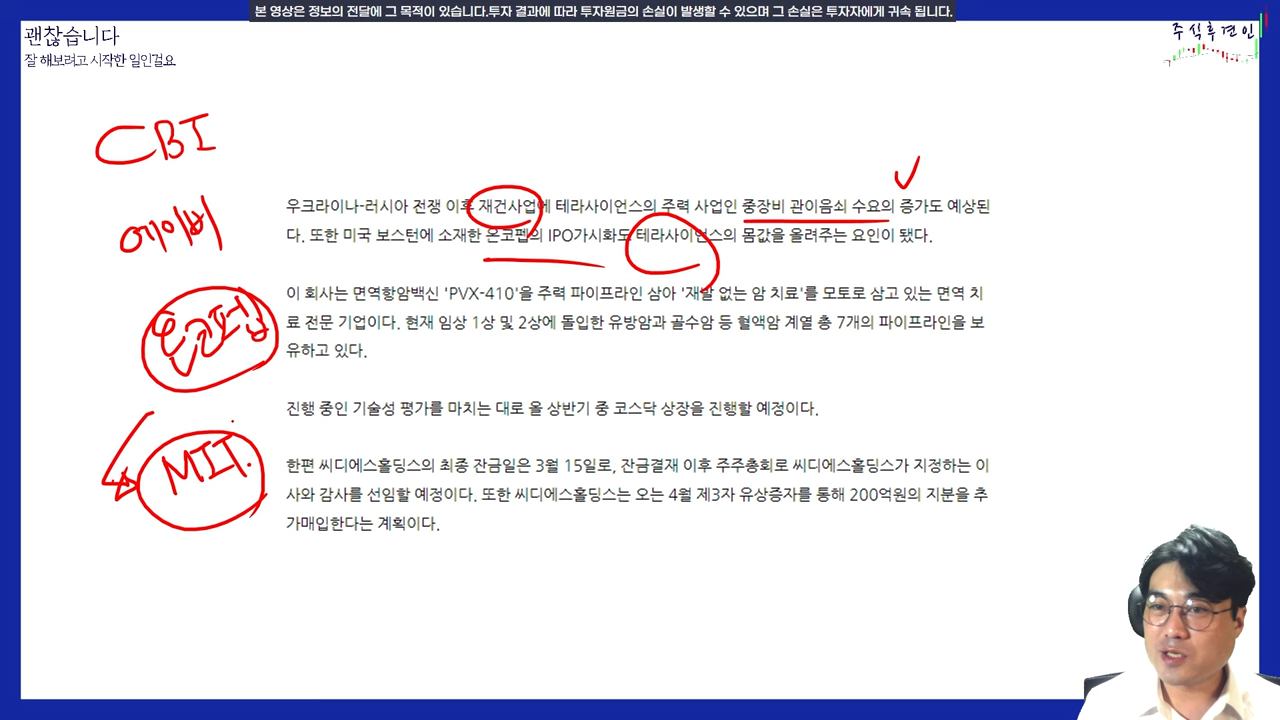 본 영상은 정보의 전달에 그 목적이 있습니다.투자 결과에 따라 투자원금의 손실이 발생할 수 있으며 그 손실은 투자자에게 귀속 됩니다.
괜찮습니다
잘 해보려고 시작한 일인걸요
주식후견인
CBI
에이비
온코펩
MIT.
우크라이나-러시아 전쟁 이후 재건사업에 테라사이언스의 주력 사업인 중장비 관이음쇠 수요의 증가도 예상된
다. 또한 미국 보스턴에 소재한 온코펩의 IPO가시화도 테라사이언스의 몸값을 올려주는 요인이 됐다.
이 회사는 면역항암백신 'PVX-410'을 주력 파이프라인 삼아 '재발 없는 암 치료'를 모토로 삼고 있는 면역 치
료 전문 기업이다. 현재 임상 1상 및 2상에 돌입한 유방암과 골수암 등 혈액암 계열 총 7개의 파이프라인을 보
유하고 있다.
진행 중인 기술성 평가를 마치는 대로 올 상반기 중 코스닥 상장을 진행할 예정이다.
한편 씨디에스홀딩스의 최종 잔금일은 3월 15일로, 잔금결재 이후 주주총회로 씨디에스홀딩스가 지정하는 이
사와 감사를 선임할 예정이다. 또한 씨디에스홀딩스는 오는 4월 제3자 유상증자를 통해 200억원의 지분을 추
가매입한다는 계획이다.